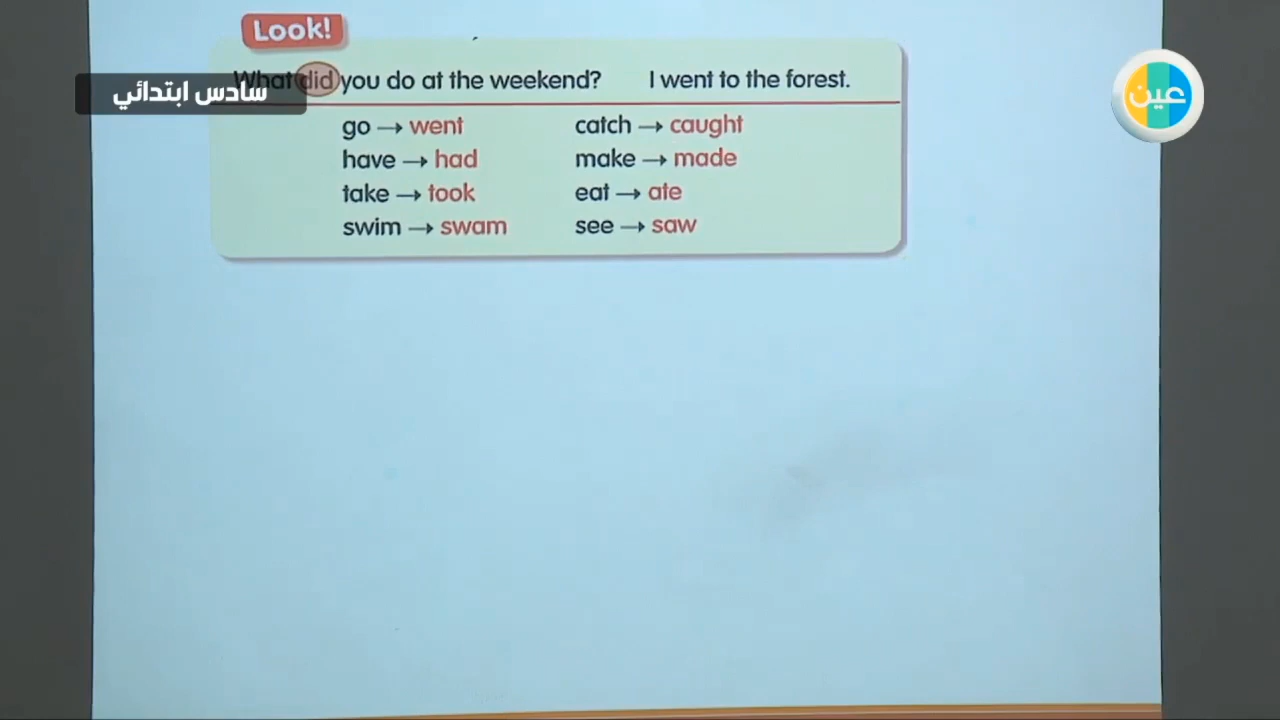 Look!
What did you do at the weekend? I went to the forest.
سادس ابتدائي
عين
go → went catch → caught
have → had make → made
take → took eat → ate
swim → swam see → saw